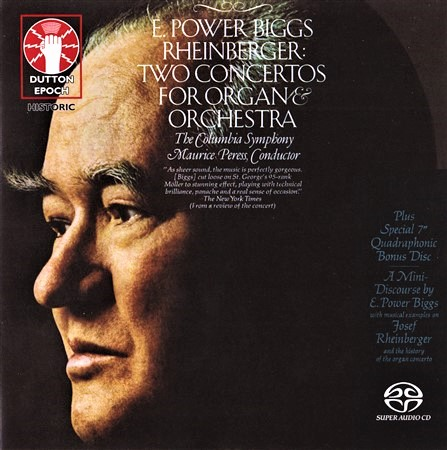 E. POWER BIGGS
RHEINBERGER:
TWO CONCERTOS
FOR ORGAN &
ORCHESTRA
The Columbia Symphony
Maurice Peress, Conductor
"As sheer sound, the music is perfectly gorgeous.
[Biggs] cut loose on St. George's 95-rank
Möller to stunning effect, playing with technical
brilliance, panache and a real sense of occasion."
The New York Times
(From a review of the concert)
DUTTON
EPOCH
HISTORIC
Plus
Special 7"
Quadraphonic
Bonus Disc
A Mini-
Discourse by
E. Power Biggs
with musical examples on
Josef
Rheinberger
and the history
of the organ concerto
SUPER AUDIO CD